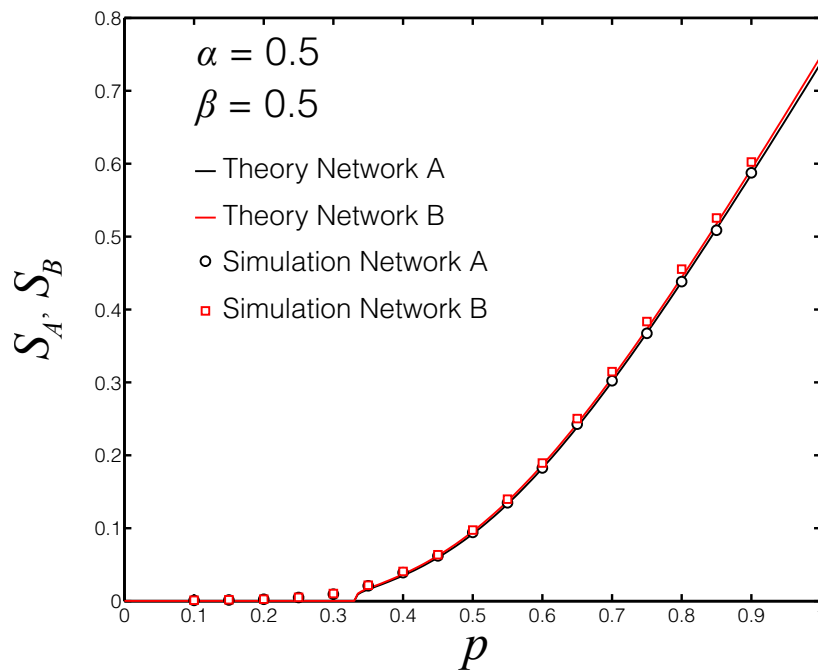 0.8
0.7
0.6
0.5
0.4
0.3
0.2
0.1
0
S_A, S_B
α = 0.5
β = 0.5
Theory Network A
Theory Network B
Simulation Network A
Simulation Network B
0 0.1 0.2 0.3 0.4 0.5 0.6 0.7 0.8 0.9
p